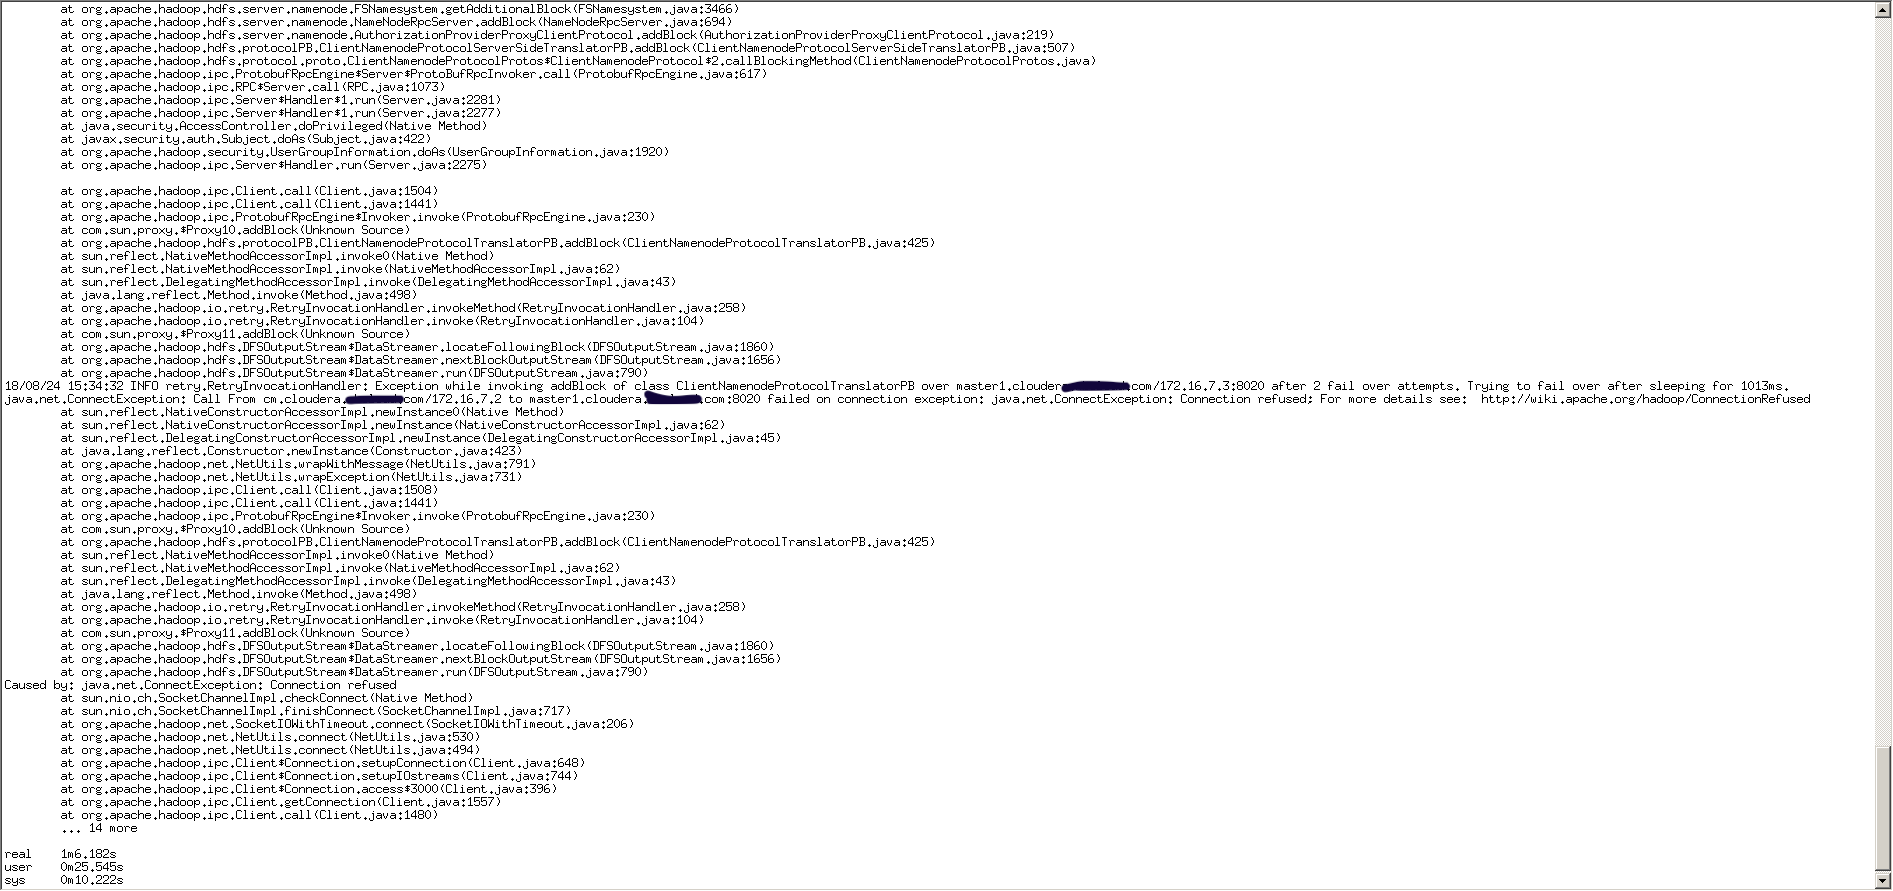 at org.apache.hadoop.hdfs.server.namenode.FSNamesystem.getAdditionalBlock(FSNamesystem.java:3466)
at org.apache.hadoop.hdfs.server.namenode.NameNodeRpcServer.addBlock(NameNodeRpcServer.java:694)
at org.apache.hadoop.hdfs.server.namenode.AuthorizationProviderProxyClientProtocol.addBlock(AuthorizationProviderProxyClientProtocol.java:219)
at org.apache.hadoop.hdfs.protocolPB.ClientNamenodeProtocolServerSideTranslatorPB.addBlock(ClientNamenodeProtocolServerSideTranslatorPB.java:507)
at org.apache.hadoop.hdfs.protocol.proto.ClientNamenodeProtocolProtos$ClientNamenodeProtocol$2.callBlockingMethod(ClientNamenodeProtocolProtos.java)
at org.apache.hadoop.ipc.ProtobufRpcEngine$Server$ProtoBufRpcInvoker.call(ProtobufRpcEngine.java:617)
at org.apache.hadoop.ipc.RPC$Server.call(RPC.java:1073)
at org.apache.hadoop.ipc.Server$Handler$1.run(Server.java:2281)
at org.apache.hadoop.ipc.Server$Handler$1.run(Server.java:2277)
at java.security.AccessController.doPrivileged(Native Method)
at javax.security.auth.Subject.doAs(Subject.java:422)
at org.apache.hadoop.security.UserGroupInformation.doAs(UserGroupInformation.java:1920)
at org.apache.hadoop.ipc.Server$Handler.run(Server.java:2275)
at org.apache.hadoop.ipc.Client.call(Client.java:1504)
at org.apache.hadoop.ipc.Client.call(Client.java:1441)
at org.apache.hadoop.ipc.ProtobufRpcEngine$Invoker.invoke(ProtobufRpcEngine.java:230)
at com.sun.proxy.$Proxy10.addBlock(Unknown Source)
at org.apache.hadoop.hdfs.protocolPB.ClientNamenodeProtocolTranslatorPB.addBlock(ClientNamenodeProtocolTranslatorPB.java:425)
at sun.reflect.NativeMethodAccessorImpl.invoke0(Native Method)
at sun.reflect.NativeMethodAccessorImpl.invoke(NativeMethodAccessorImpl.java:62)
at sun.reflect.DelegatingMethodAccessorImpl.invoke(DelegatingMethodAccessorImpl.java:43)
at java.lang.reflect.Method.invoke(Method.java:498)
at org.apache.hadoop.io.retry.RetryInvocationHandler.invokeMethod(RetryInvocationHandler.java:258)
at org.apache.hadoop.io.retry.RetryInvocationHandler.invoke(RetryInvocationHandler.java:104)
at com.sun.proxy.$Proxy11.addBlock(Unknown Source)
at org.apache.hadoop.hdfs.DFSOutputStream$DataStreamer.locateFollowingBlock(DFSOutputStream.java:1860)
at org.apache.hadoop.hdfs.DFSOutputStream$DataStreamer.nextBlockOutputStream(DFSOutputStream.java:1656)
at org.apache.hadoop.hdfs.DFSOutputStream$DataStreamer.run(DFSOutputStream.java:790)
18/08/24 15:34:32 INFO retry.RetryInvocationHandler: Exception while invoking addBlock of class ClientNamenodeProtocolTranslatorPB over master1.clouder com/172.16.7.3:8020 after 2 fail over attempts. Trying to fail over after sleeping for 1013ms.
java.net.ConnectException: Call From cm.cloudera. com/172.16.7.2 to master1.cloudera. com:8020 failed on connection exception: java.net.ConnectException: Connection refused; For more details see:  http://wiki.apache.org/hadoop/ConnectionRefused
at sun.reflect.NativeConstructorAccessorImpl.newInstance0(Native Method)
at sun.reflect.NativeConstructorAccessorImpl.newInstance(NativeConstructorAccessorImpl.java:62)
at sun.reflect.DelegatingConstructorAccessorImpl.newInstance(DelegatingConstructorAccessorImpl.java:45)
at java.lang.reflect.Constructor.newInstance(Constructor.java:423)
at org.apache.hadoop.net.NetUtils.wrapWithMessage(NetUtils.java:791)
at org.apache.hadoop.net.NetUtils.wrapException(NetUtils.java:731)
at org.apache.hadoop.ipc.Client.call(Client.java:1508)
at org.apache.hadoop.ipc.Client.call(Client.java:1441)
at org.apache.hadoop.ipc.ProtobufRpcEngine$Invoker.invoke(ProtobufRpcEngine.java:230)
at com.sun.proxy.$Proxy10.addBlock(Unknown Source)
at org.apache.hadoop.hdfs.protocolPB.ClientNamenodeProtocolTranslatorPB.addBlock(ClientNamenodeProtocolTranslatorPB.java:425)
at sun.reflect.NativeMethodAccessorImpl.invoke0(Native Method)
at sun.reflect.NativeMethodAccessorImpl.invoke(NativeMethodAccessorImpl.java:62)
at sun.reflect.DelegatingMethodAccessorImpl.invoke(DelegatingMethodAccessorImpl.java:43)
at java.lang.reflect.Method.invoke(Method.java:498)
at org.apache.hadoop.io.retry.RetryInvocationHandler.invokeMethod(RetryInvocationHandler.java:258)
at org.apache.hadoop.io.retry.RetryInvocationHandler.invoke(RetryInvocationHandler.java:104)
at com.sun.proxy.$Proxy11.addBlock(Unknown Source)
at org.apache.hadoop.hdfs.DFSOutputStream$DataStreamer.locateFollowingBlock(DFSOutputStream.java:1860)
at org.apache.hadoop.hdfs.DFSOutputStream$DataStreamer.nextBlockOutputStream(DFSOutputStream.java:1656)
at org.apache.hadoop.hdfs.DFSOutputStream$DataStreamer.run(DFSOutputStream.java:790)
Caused by: java.net.ConnectException: Connection refused
at sun.nio.ch.SocketChannelImpl.checkConnect(Native Method)
at sun.nio.ch.SocketChannelImpl.finishConnect(SocketChannelImpl.java:717)
at org.apache.hadoop.net.SocketIOWithTimeout.connect(SocketIOWithTimeout.java:206)
at org.apache.hadoop.net.NetUtils.connect(NetUtils.java:530)
at org.apache.hadoop.net.NetUtils.connect(NetUtils.java:494)
at org.apache.hadoop.ipc.Client$Connection.setupConnection(Client.java:648)
at org.apache.hadoop.ipc.Client$Connection.setupIOstreams(Client.java:744)
at org.apache.hadoop.ipc.Client$Connection.access$3000(Client.java:396)
at org.apache.hadoop.ipc.Client.getConnection(Client.java:1557)
at org.apache.hadoop.ipc.Client.call(Client.java:1480)
... 14 more
real 1m6.182s
user 0m25.545s
sys 0m10.222s